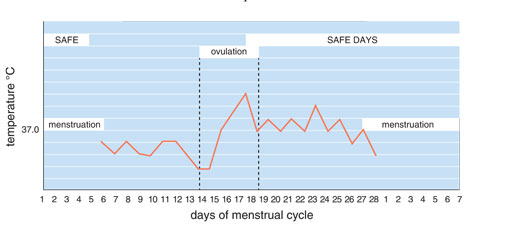 SAFE
SAFE DAYS
ovulation
menstruation
menstruation
37.0
temperature °C
1 2 3 4 5 6 7 8 9 10 11 12 13 14 15 16 17 18 19 20 21 22 23 24 25 26 27 28 1 2 3 4 5 6 7
days of menstrual cycle